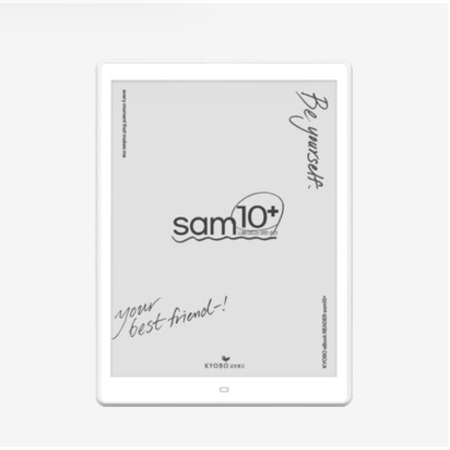 every moment that makes me
Be yourself.
sam10+
your
best friend-!
KYOBO eBook READER sam10+
KYOBO 교보문고